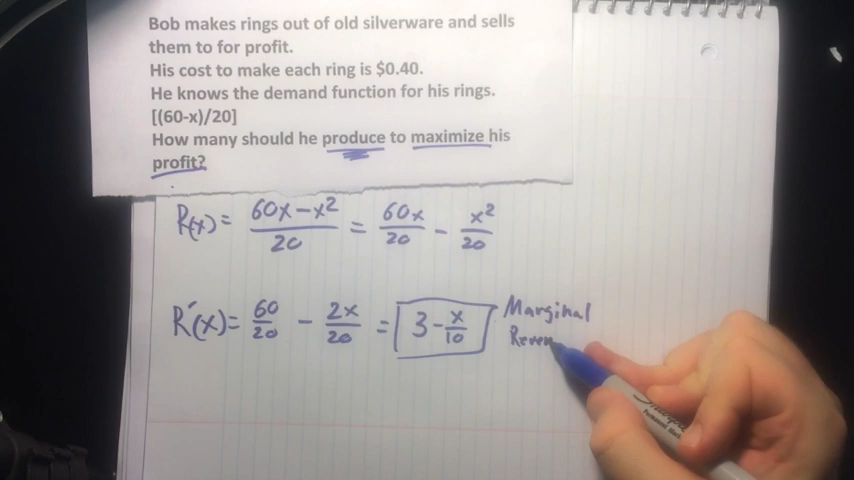 Bob makes rings out of old silverware and sells
them to for profit.
His cost to make each ring is $0.40.
He knows the demand function for his rings.
[(60-x)/20]
How many should he produce to maximize his
profit?
R(x) = (60x - x²)/20 = 60x/20 - x²/20
R'(x) = 60/20 - 2x/20 = 3 - x/10 Marginal
Reven
Sharpie